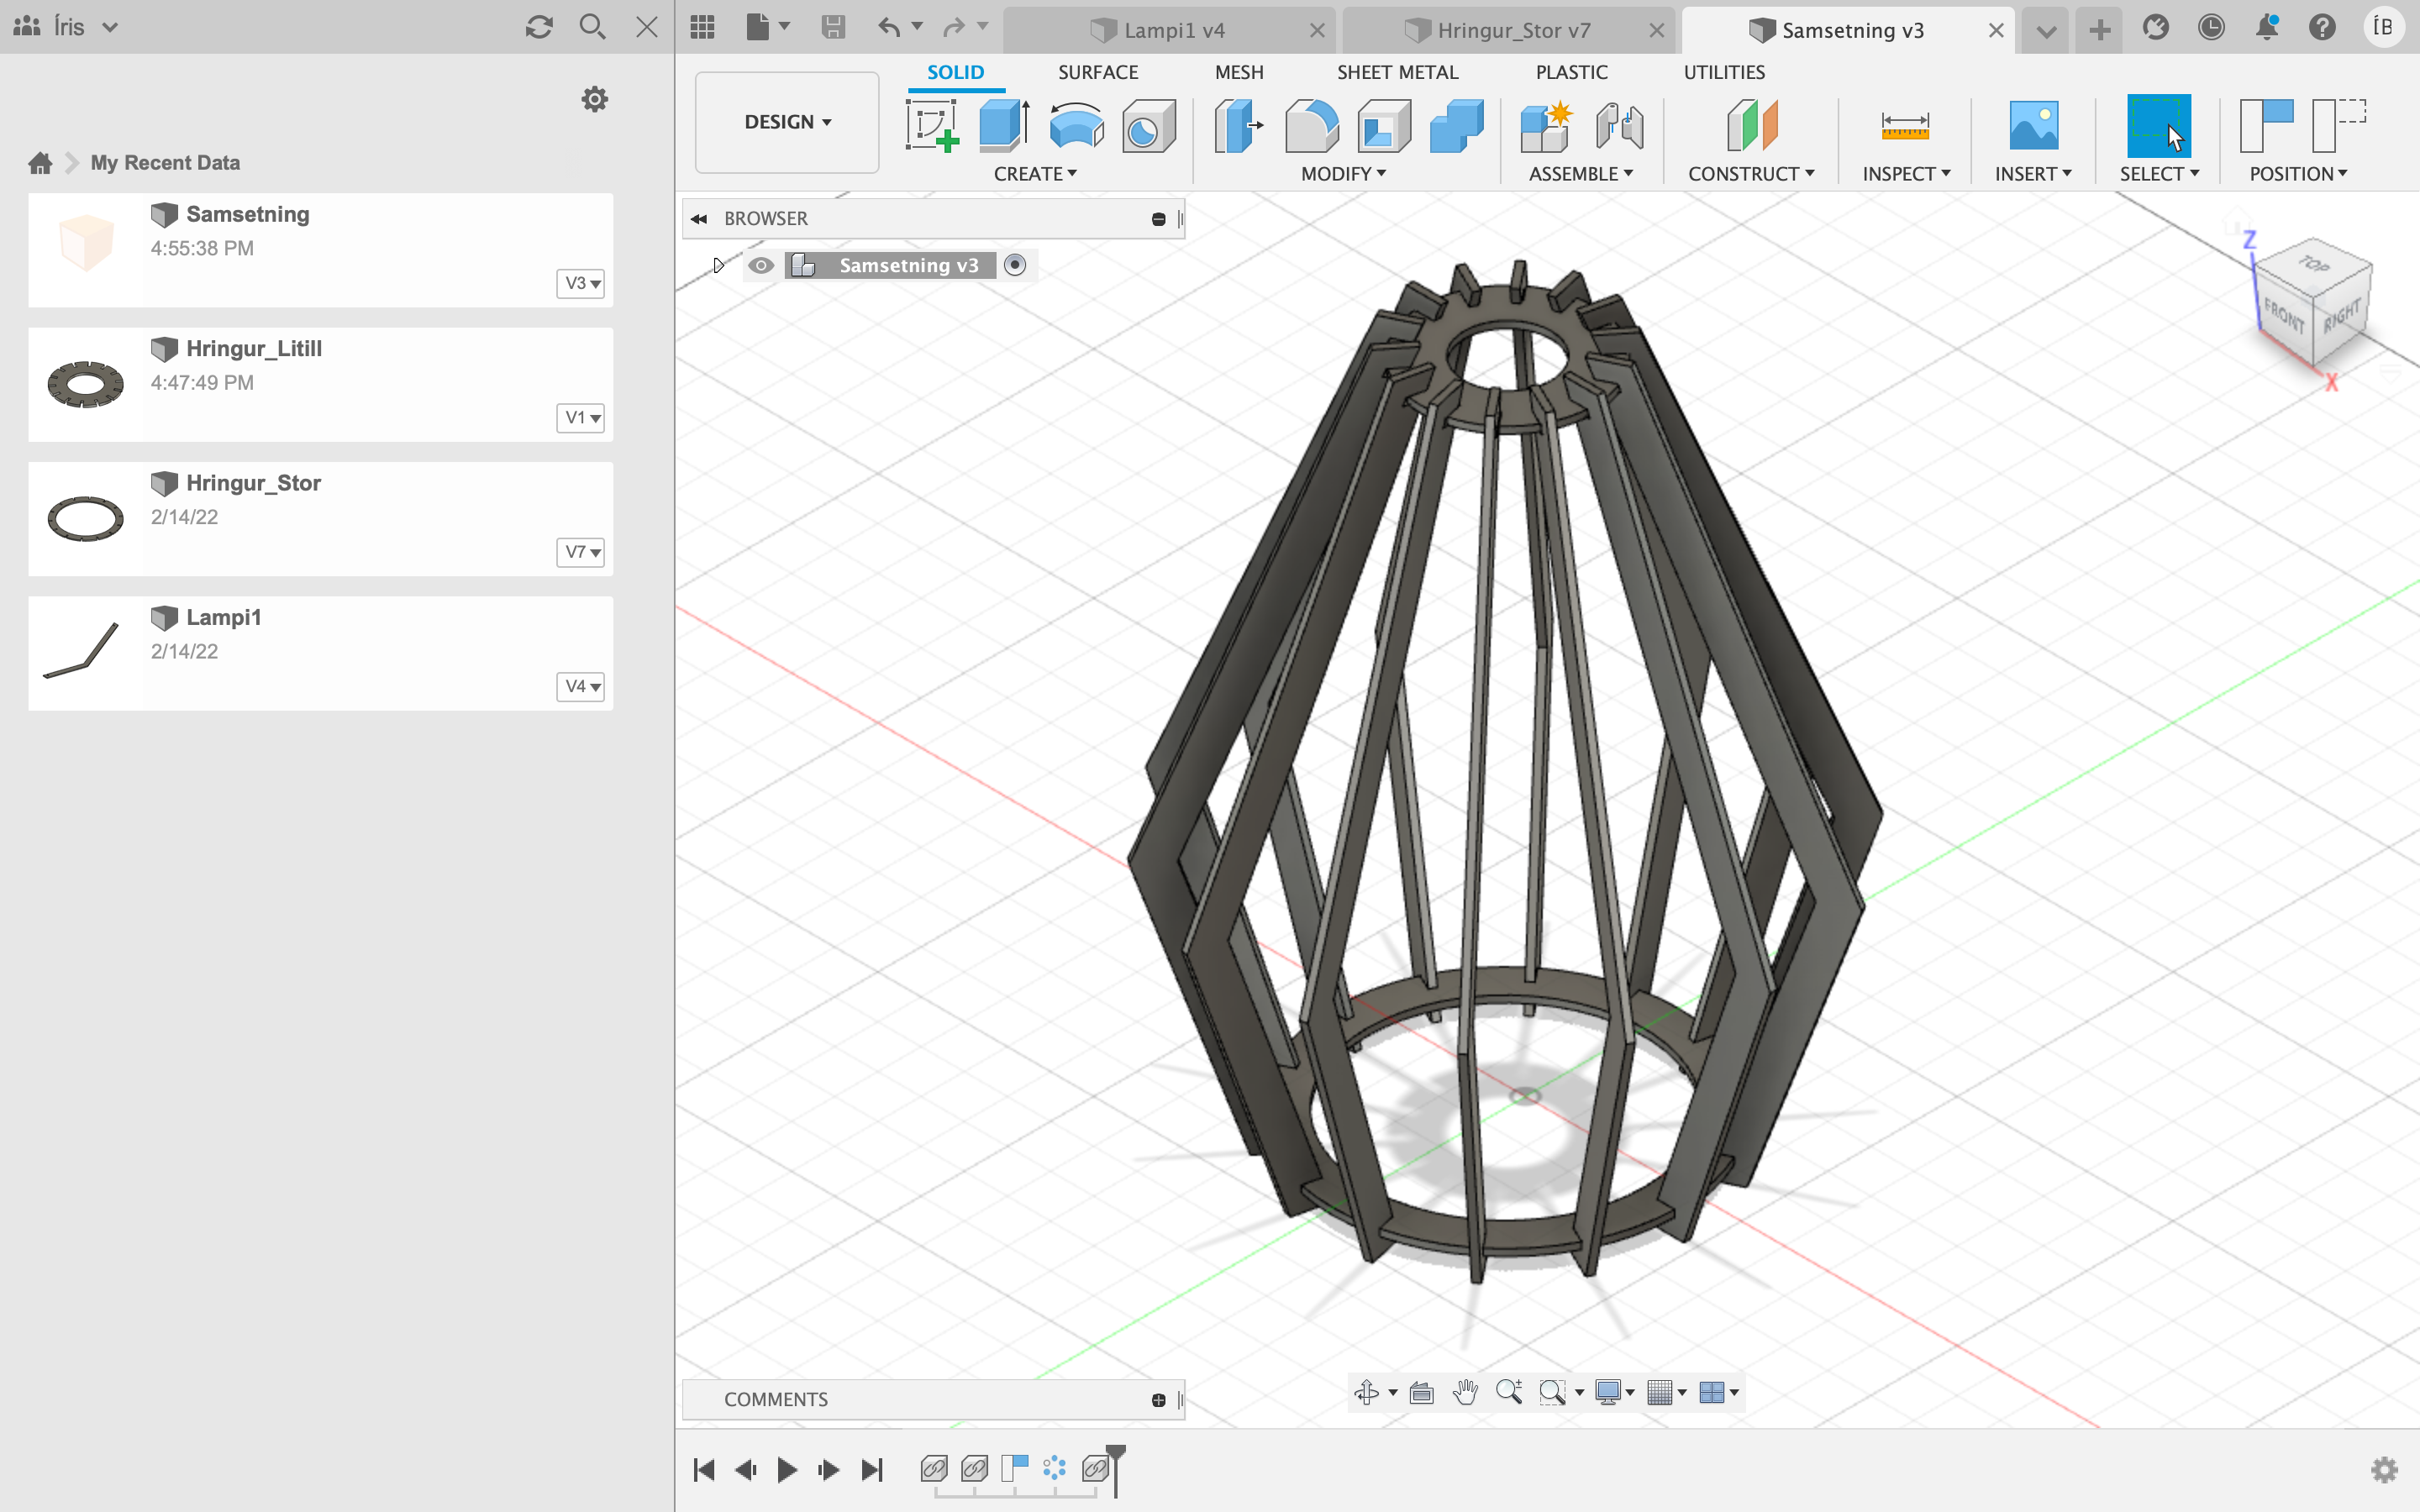 Íris
Lampi1 v4
Hringur_Stor v7
Samsetning v3
ÍB
DESIGN
SOLID
SURFACE
MESH
SHEET METAL
PLASTIC
UTILITIES
CREATE
MODIFY
ASSEMBLE
CONSTRUCT
INSPECT
INSERT
SELECT
POSITION
My Recent Data
Samsetning
4:55:38 PM
V3
Hringur_Litill
4:47:49 PM
V1
Hringur_Stor
2/14/22
V7
Lampi1
2/14/22
V4
BROWSER
Samsetning v3
Z
TOP
FRONT
RIGHT
X
COMMENTS